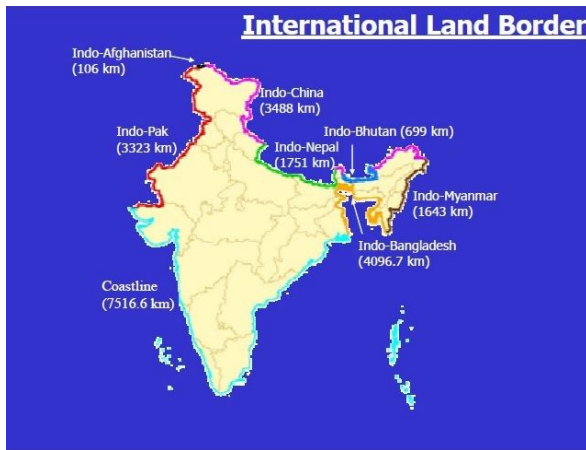 International Land Border
Indo-Afghanistan
(106 km)
Indo-China
(3488 km)
Indo-Pak
(3323 km)
Indo-Nepal
(1751 km)
Indo-Bhutan (699 km)
Indo-Myanmar
(1643 km)
Indo-Bangladesh
(4096.7 km)
Coastline
(7516.6 km)